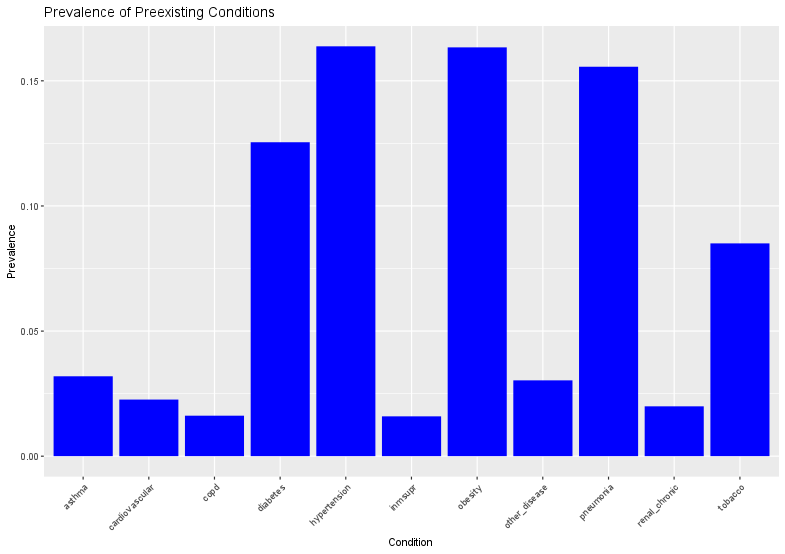 Prevalence of Preexisting Conditions
0.15
0.10
0.05
0.00
Prevalence
asthma
cardiovascular
copd
diabetes
hypertension
inmsupr
obesity
other_disease
pneumonia
renal_chronic
tobacco
Condition